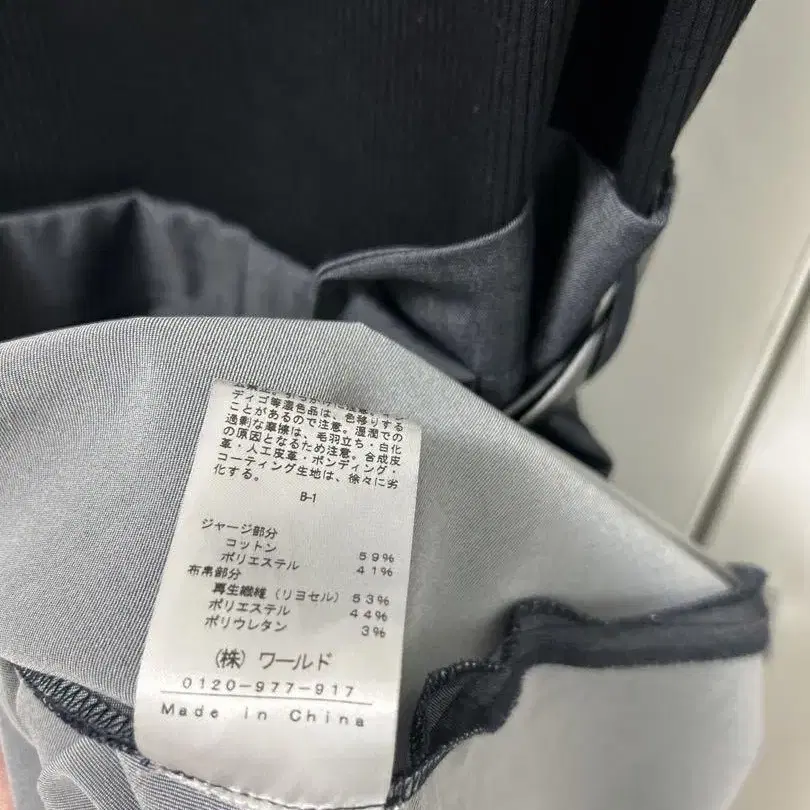 ディゴ等濃色品は、色移りする
ことがあるので注意。湿潤での
過剰な摩擦は、毛羽立ち・白化
の原因となるため注意。合成皮
革・人工皮革・ボンディング・
コーティング生地は、徐々に劣
化する。
B-1
ジャージ部分
コットン 59%
ポリエステル 41%
布帛部分
再生繊維(リヨセル) 53%
ポリエステル 44%
ポリウレタン 3%
(株) ワールド
0120-977-917
Made in China